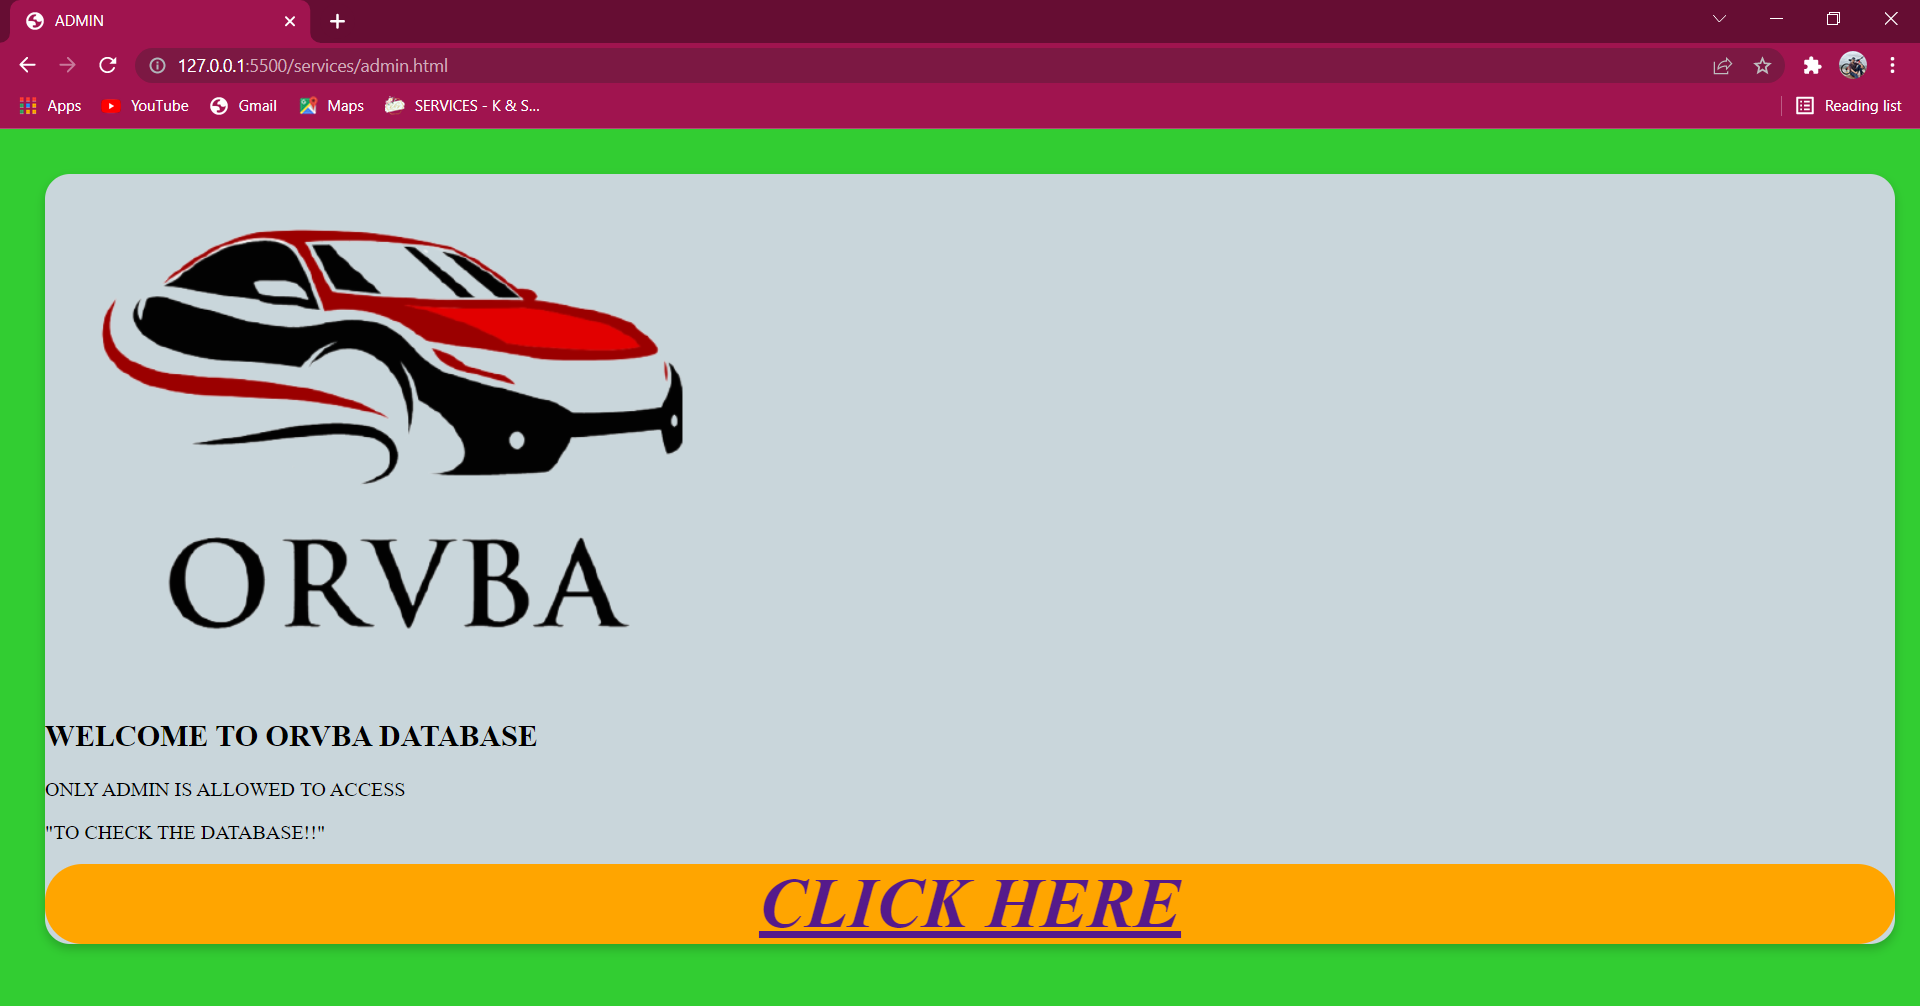 ADMIN
127.0.0.1:5500/services/admin.html
Apps YouTube Gmail Maps SERVICES - K & S... Reading list
ORVBA
WELCOME TO ORVBA DATABASE
ONLY ADMIN IS ALLOWED TO ACCESS
"TO CHECK THE DATABASE!!"
CLICK HERE